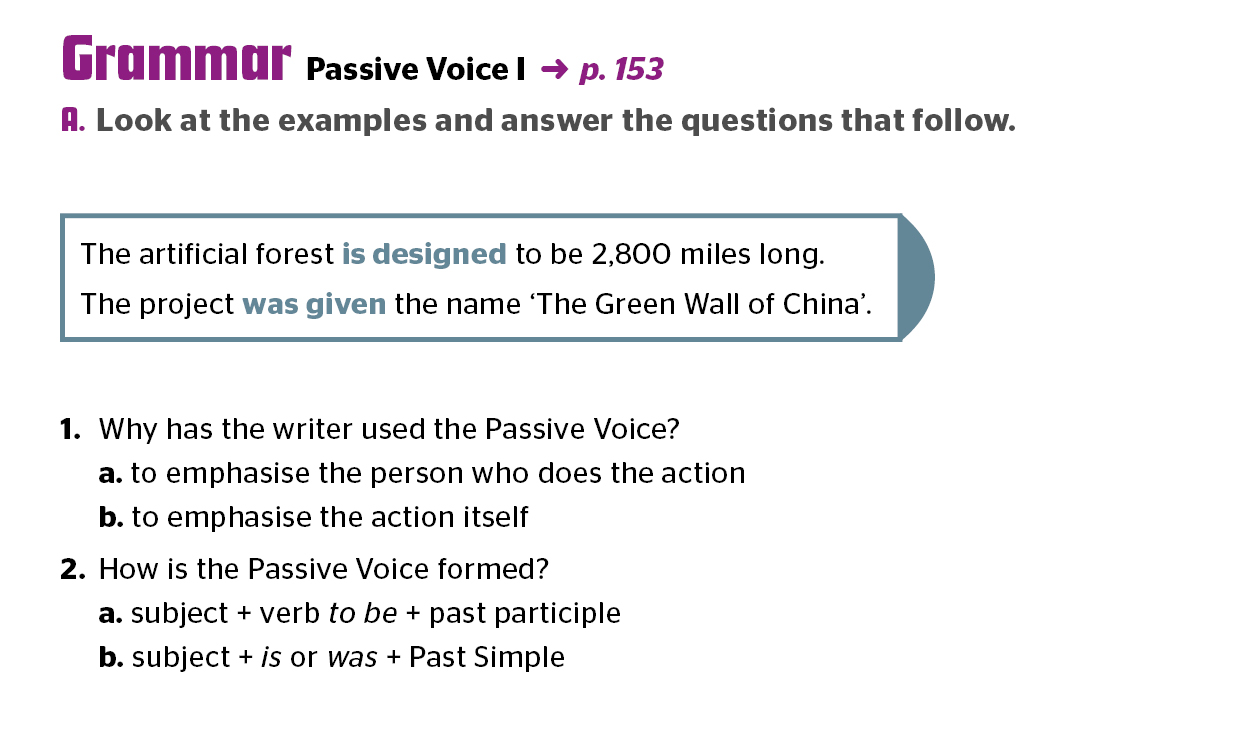 Grammar Passive Voice I → p. 153
A. Look at the examples and answer the questions that follow.
The artificial forest is designed to be 2,800 miles long.
The project was given the name ‘The Green Wall of China’.
1. Why has the writer used the Passive Voice?
a. to emphasise the person who does the action
b. to emphasise the action itself
2. How is the Passive Voice formed?
a. subject + verb to be + past participle
b. subject + is or was + Past Simple